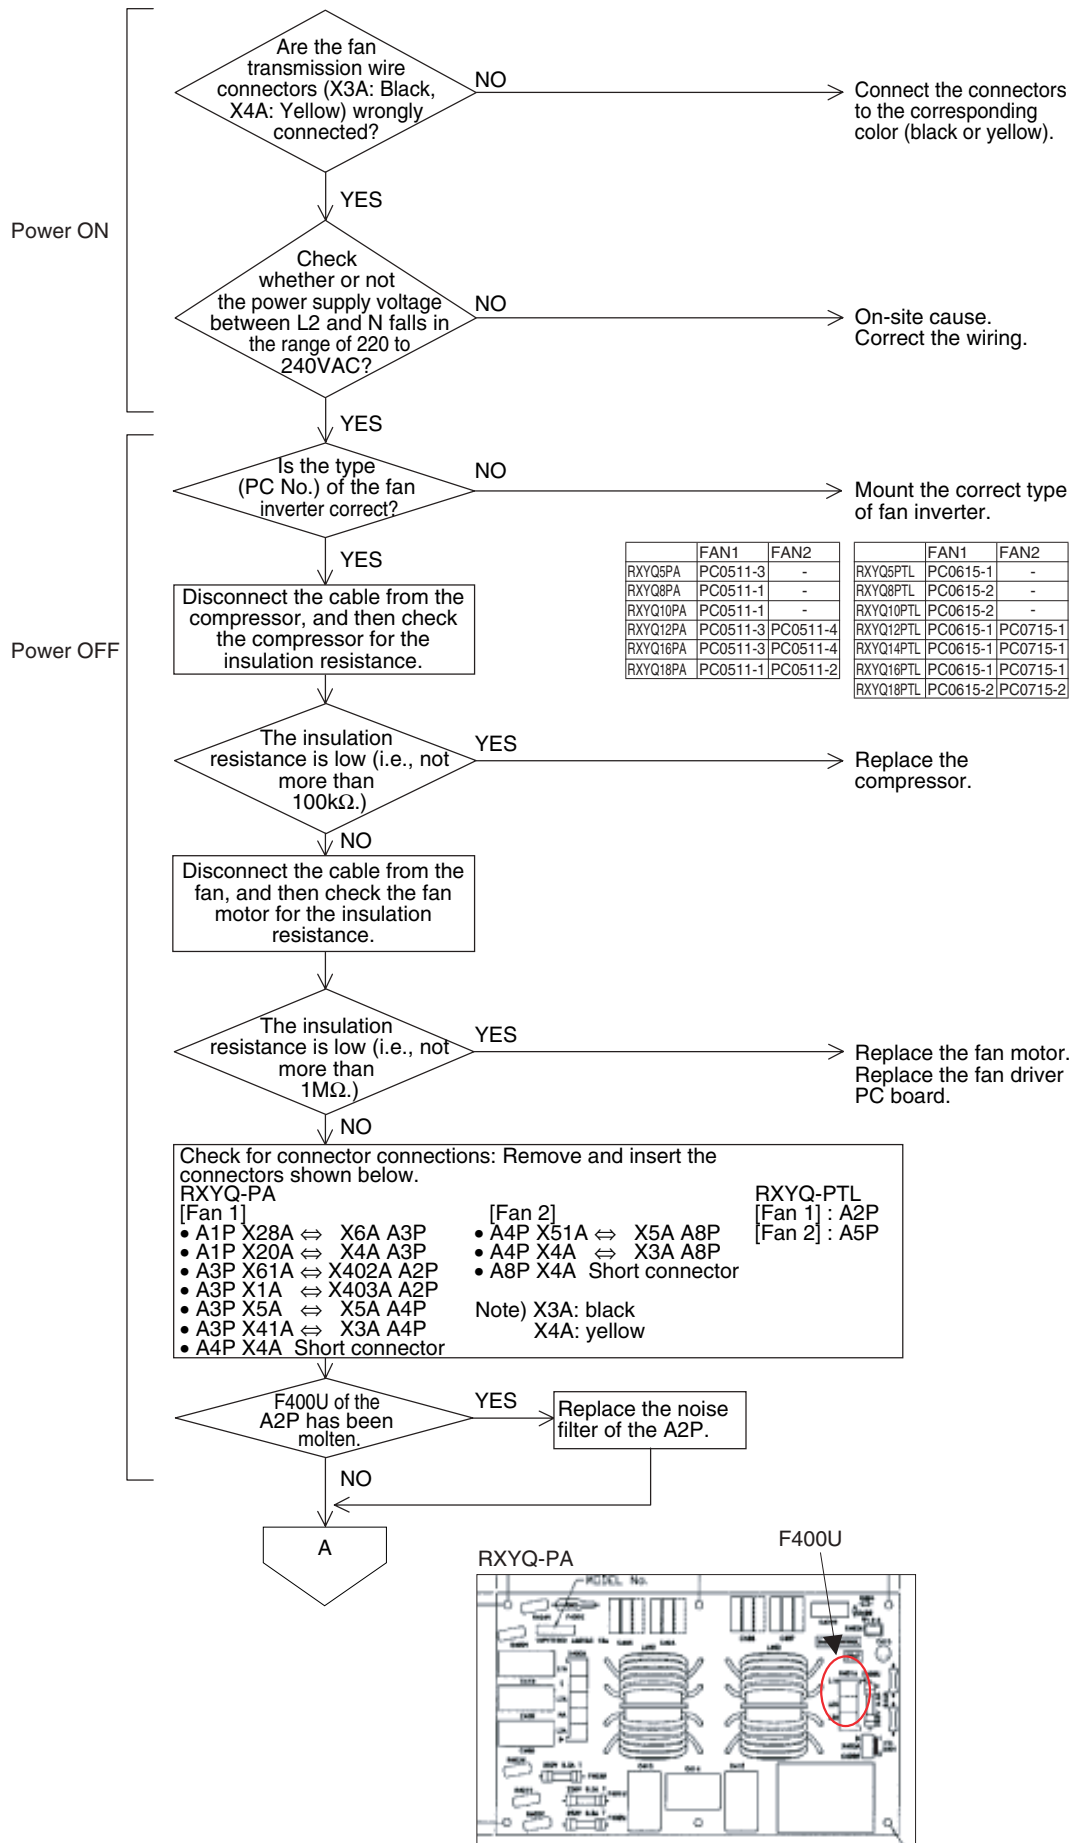 Power ON
Are the fan
transmission wire
connectors (X3A: Black,
X4A: Yellow) wrongly
connected?
NO
Connect the connectors
to the corresponding
color (black or yellow).
YES
Check
whether or not
the power supply voltage
between L2 and N falls in
the range of 220 to
240VAC?
NO
On-site cause.
Correct the wiring.
YES
Power OFF
Is the type
(PC No.) of the fan
inverter correct?
NO
Mount the correct type
of fan inverter.
YES
FAN1 FAN2
RXYQ5PA PC0511-3 -
RXYQ8PA PC0511-1 -
RXYQ10PA PC0511-1 -
RXYQ12PA PC0511-3 PC0511-4
RXYQ16PA PC0511-3 PC0511-4
RXYQ18PA PC0511-1 PC0511-2
FAN1 FAN2
RXYQ5PTL PC0615-1 -
RXYQ8PTL PC0615-2 -
RXYQ10PTL PC0615-2 -
RXYQ12PTL PC0615-1 PC0715-1
RXYQ14PTL PC0615-1 PC0715-1
RXYQ16PTL PC0615-1 PC0715-1
RXYQ18PTL PC0615-2 PC0715-2
Disconnect the cable from the
compressor, and then check
the compressor for the
insulation resistance.
The insulation
resistance is low (i.e., not
more than
100kΩ.)
YES
Replace the
compressor.
NO
Disconnect the cable from the
fan, and then check the fan
motor for the insulation
resistance.
The insulation
resistance is low (i.e., not
more than
1MΩ.)
YES
Replace the fan motor.
Replace the fan driver
PC board.
NO
Check for connector connections: Remove and insert the
connectors shown below.
RXYQ-PA
[Fan 1]
• A1P X28A ⇔ X6A A3P
• A1P X20A ⇔ X4A A3P
• A3P X61A ⇔ X402A A2P
• A3P X1A ⇔ X403A A2P
• A3P X5A ⇔ X5A A4P
• A3P X41A ⇔ X3A A4P
• A4P X4A Short connector
[Fan 2]
• A4P X51A ⇔ X5A A8P
• A4P X4A ⇔ X3A A8P
• A8P X4A Short connector
Note) X3A: black
X4A: yellow
RXYQ-PTL
[Fan 1] : A2P
[Fan 2] : A5P
F400U of the
A2P has been
molten.
YES
Replace the noise
filter of the A2P.
NO
A
RXYQ-PA
F400U
MODEL No.